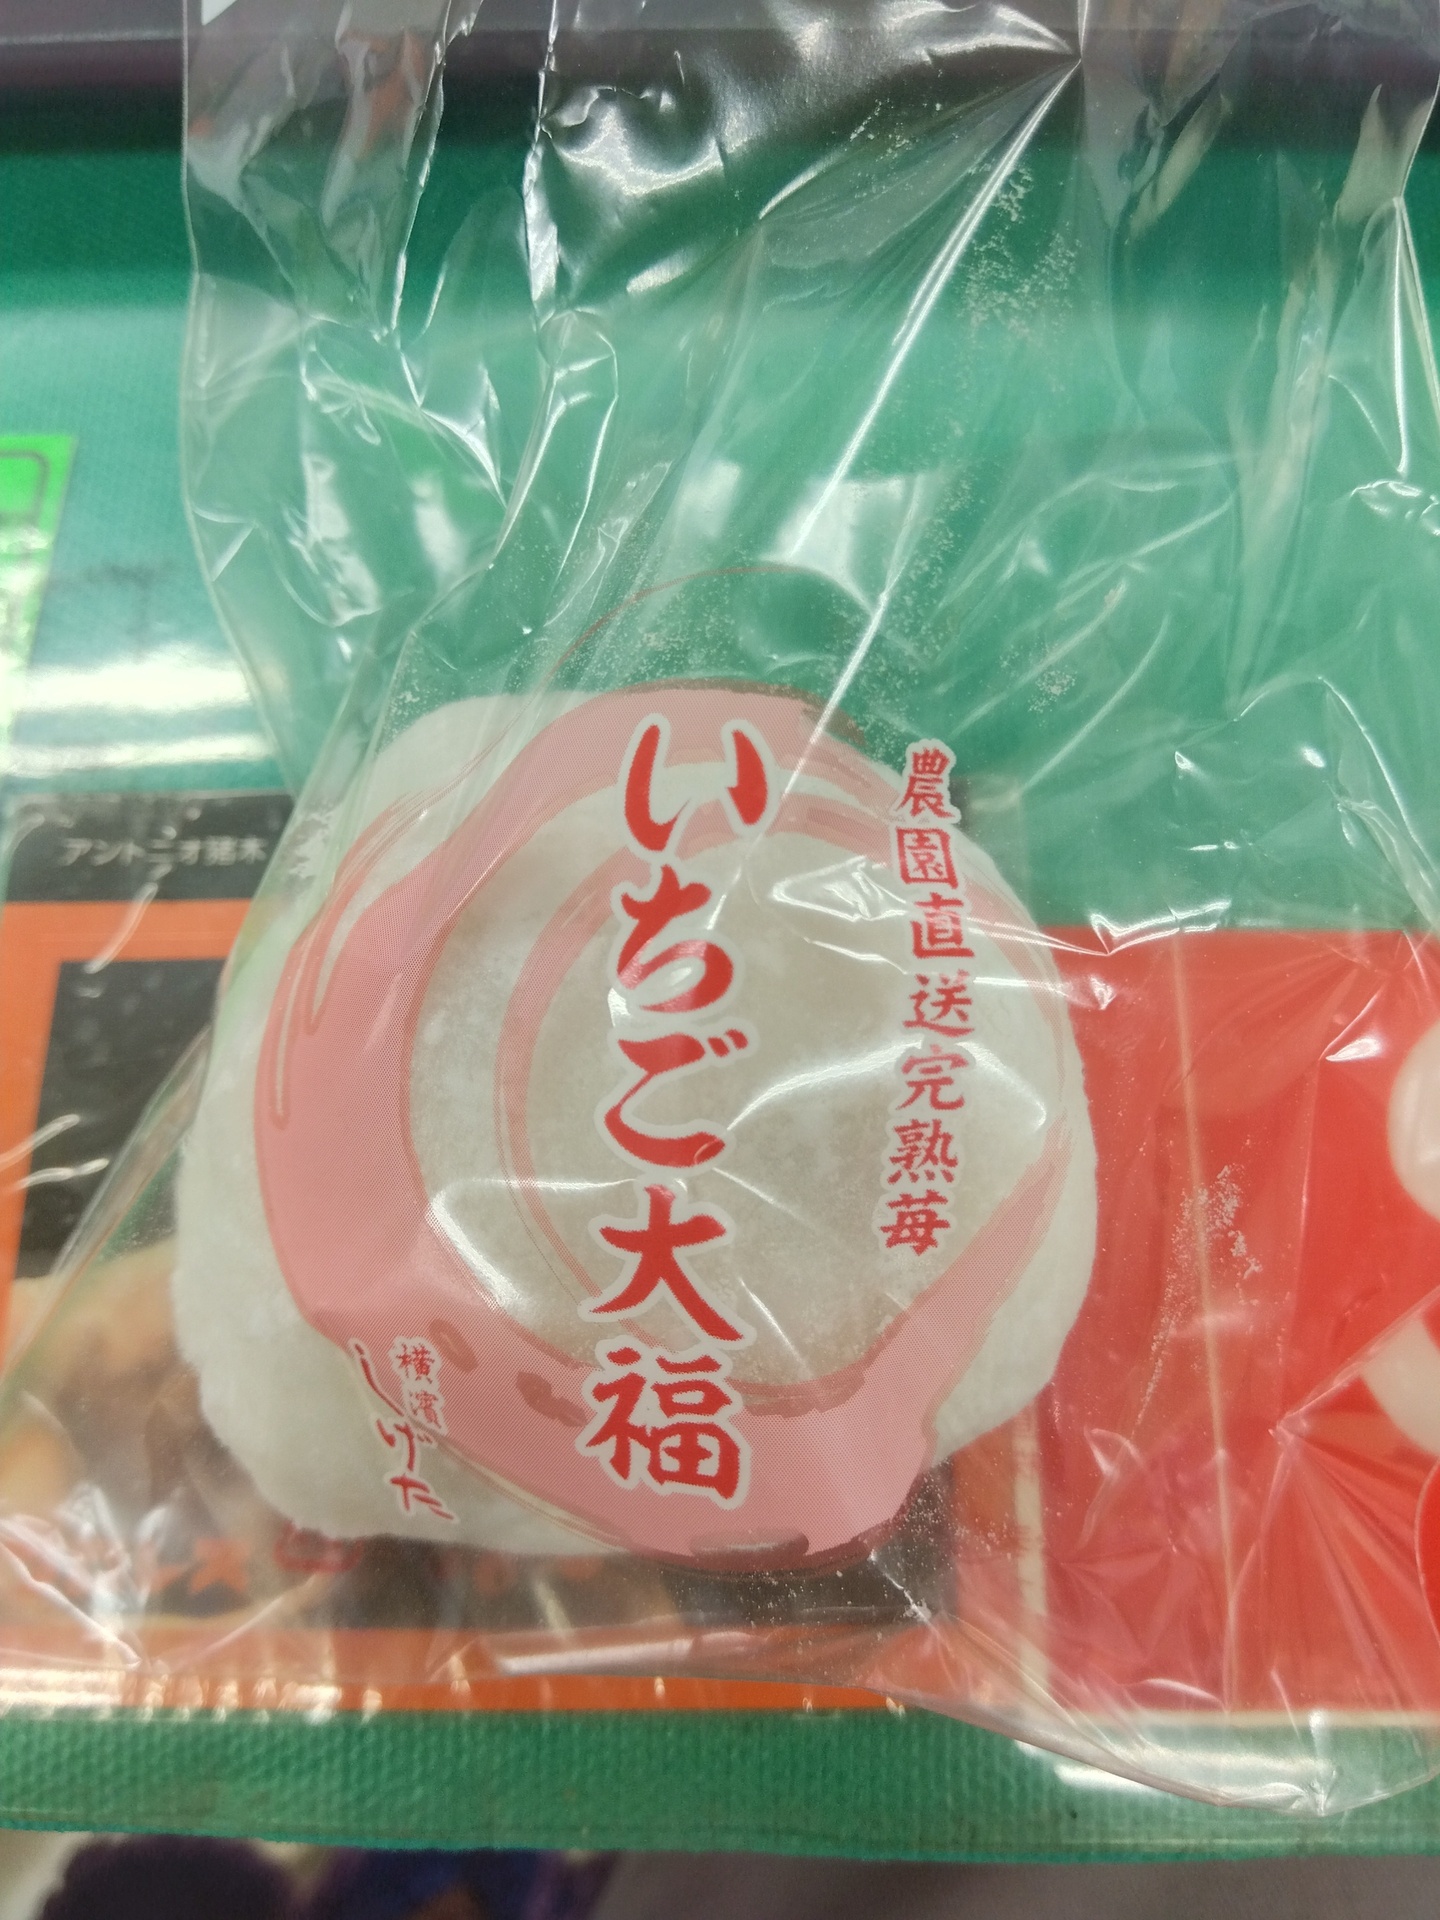 農園直送完熟苺
いちご大福
横濱
しげた
アントニオ猪木